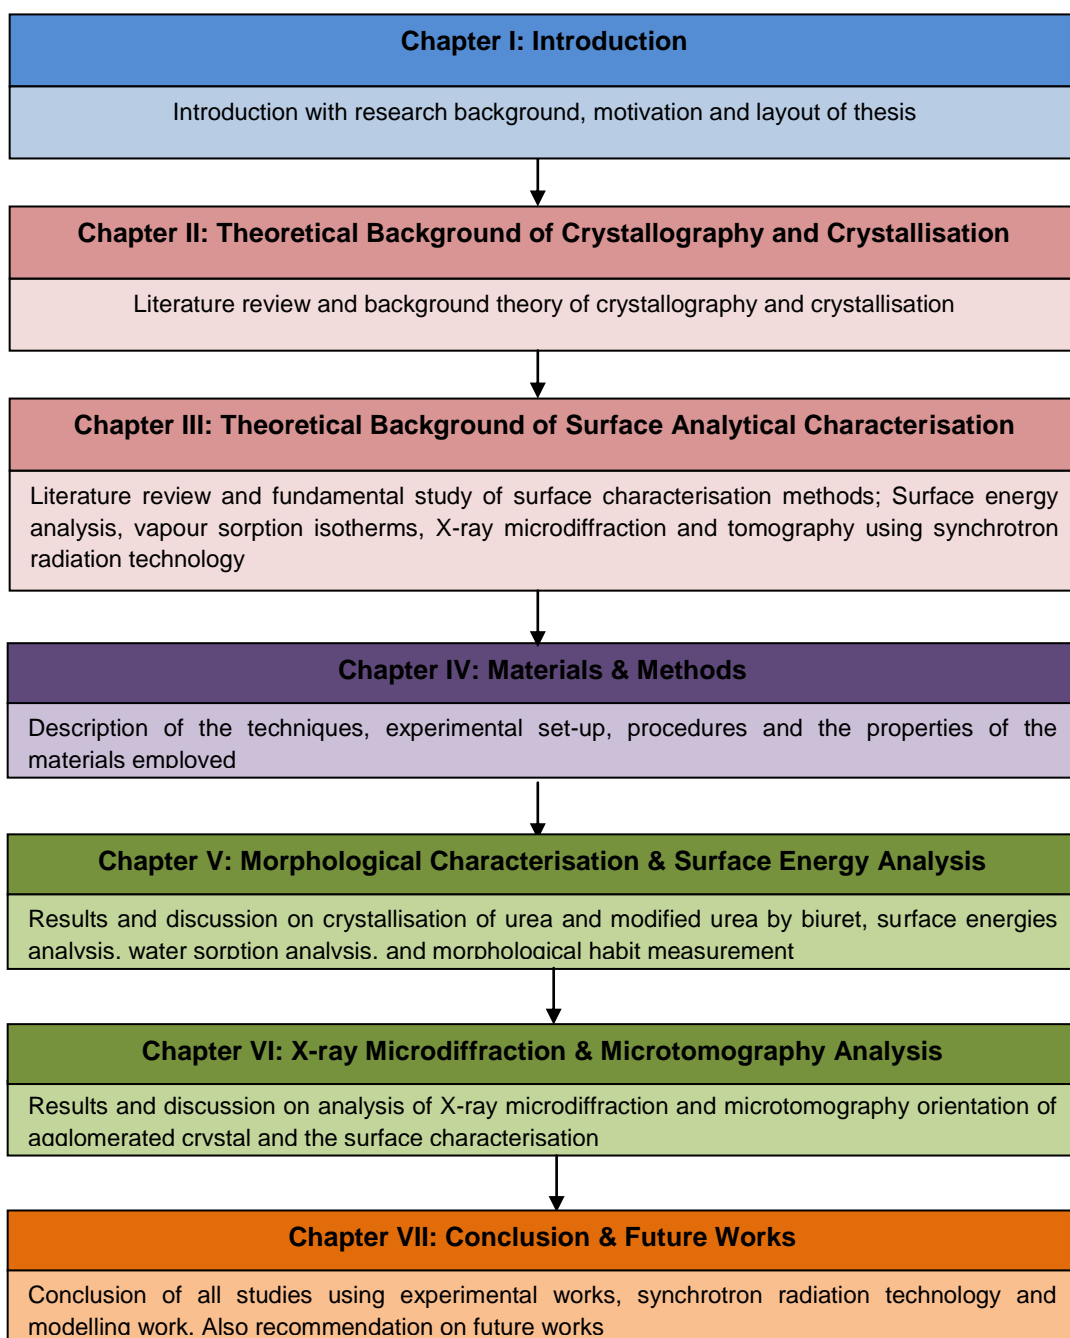 Chapter I: Introduction
Introduction with research background, motivation and layout of thesis
Chapter II: Theoretical Background of Crystallography and Crystallisation
Literature review and background theory of crystallography and crystallisation
Chapter III: Theoretical Background of Surface Analytical Characterisation
Literature review and fundamental study of surface characterisation methods; Surface energy
analysis, vapour sorption isotherms, X-ray microdiffraction and tomography using synchrotron
radiation technology
Chapter IV: Materials & Methods
Description of the techniques, experimental set-up, procedures and the properties of the
materials employed
Chapter V: Morphological Characterisation & Surface Energy Analysis
Results and discussion on crystallisation of urea and modified urea by biuret, surface energies
analysis, water sorption analysis, and morphological habit measurement
Chapter VI: X-ray Microdiffraction & Microtomography Analysis
Results and discussion on analysis of X-ray microdiffraction and microtomography orientation of
agglomerated crystal and the surface characterisation
Chapter VII: Conclusion & Future Works
Conclusion of all studies using experimental works, synchrotron radiation technology and
modelling work. Also recommendation on future works